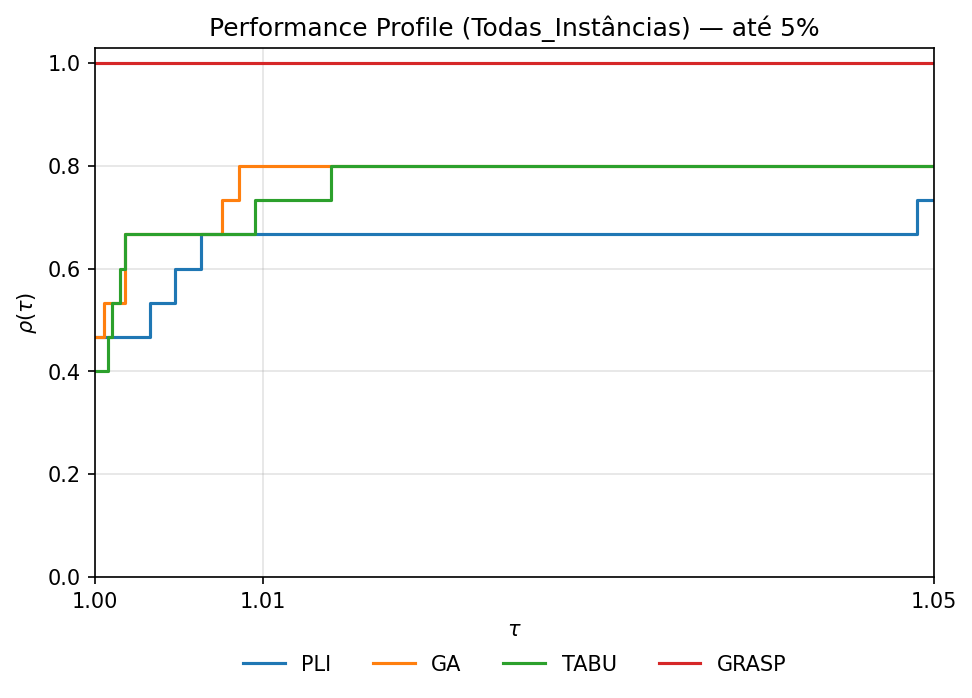 Performance Profile (Todas_Instâncias) — até 5%
1.0
0.8
0.6
0.4
0.2
0.0
ρ(τ)
1.00 1.01 1.05
τ
PLI GA TABU GRASP